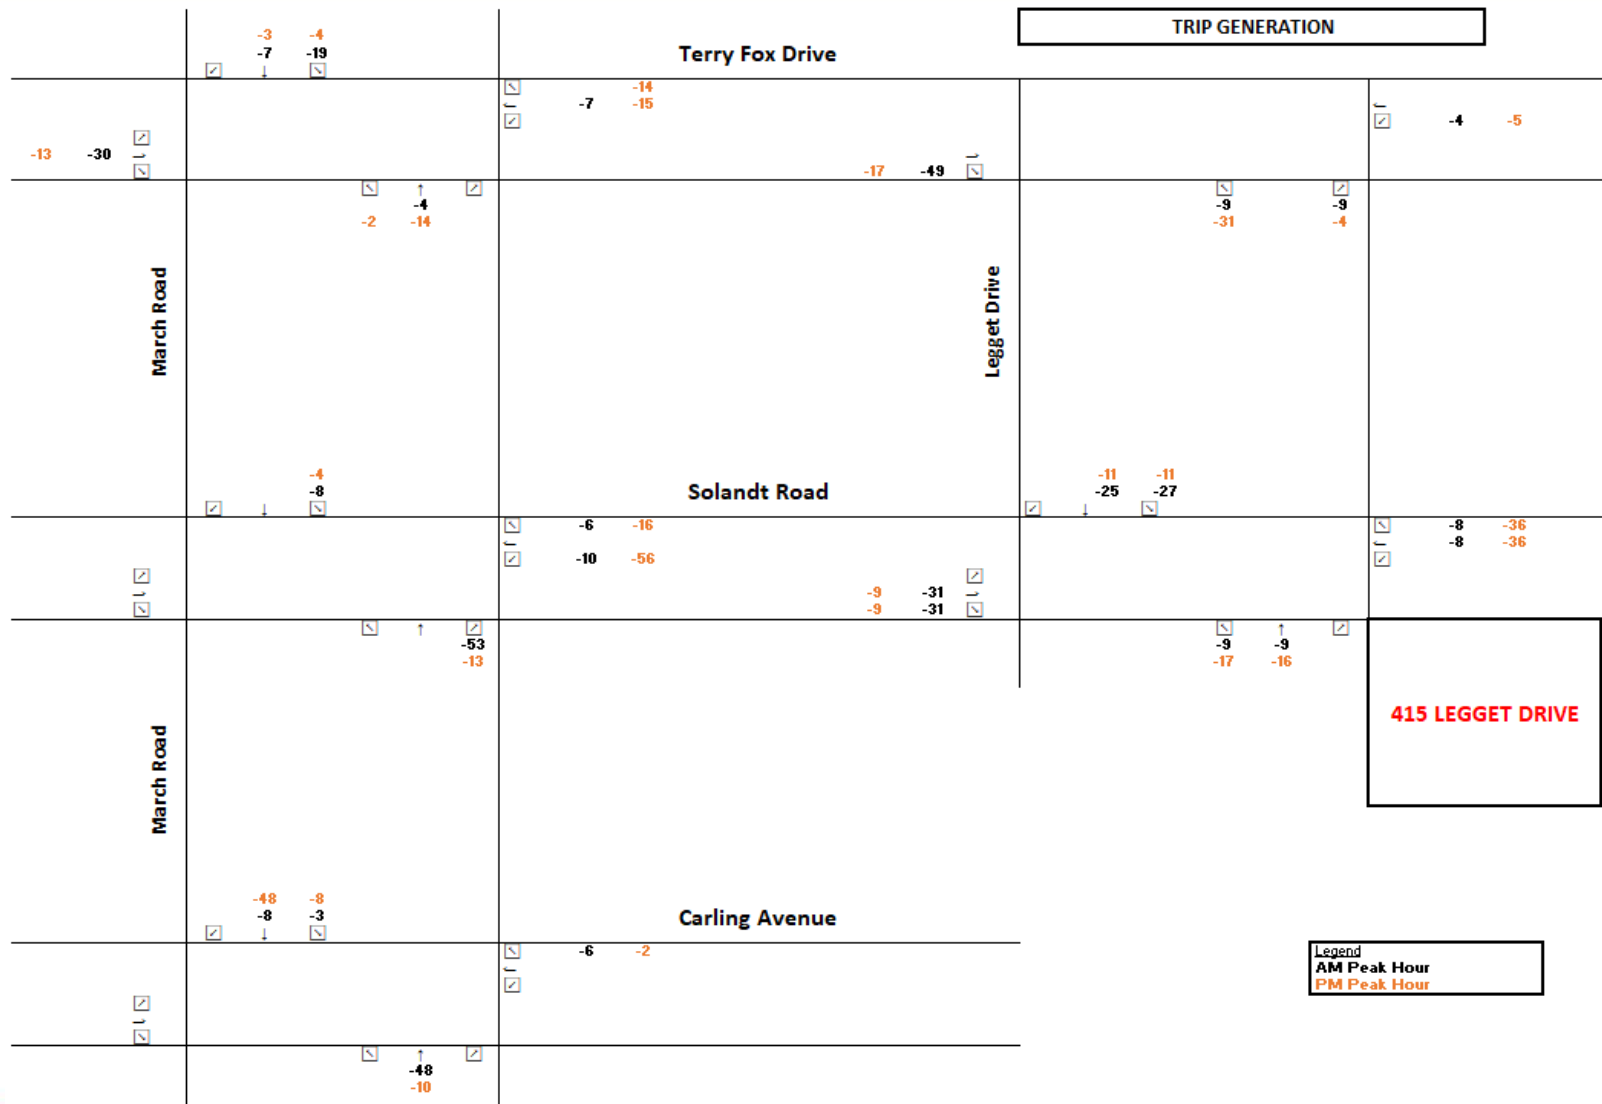 TRIP GENERATION
-3 -4
-7 -19
Terry Fox Drive
-14
-7 -15
-4 -5
-13 -30
-17 -49
-4
-2 -14
-9 -9
-31 -4
March Road
Legget Drive
-4
-8
Solandt Road
-11 -11
-25 -27
-6 -16
-10 -56
-8 -36
-8 -36
-9 -31
-9 -31
-53
-13
-9 -9
-17 -16
415 LEGGET DRIVE
March Road
-48 -8
-8 -3
Carling Avenue
-6 -2
Legend
AM Peak Hour
PM Peak Hour
-48
-10